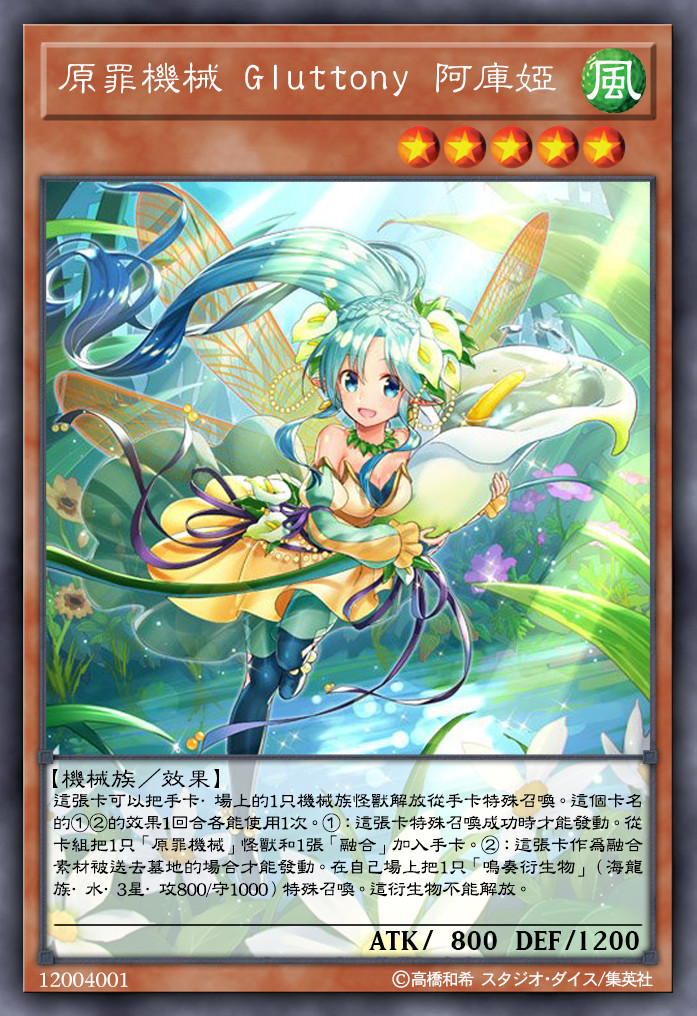 原罪機械 Gluttony 阿庫婭 風
【機械族／效果】
這張卡可以把手卡·場上的1只機械族怪獸解放從手卡特殊召喚。這個卡名
的①②的效果1回合各能使用1次。①：這張卡特殊召喚成功時才能發動。從
卡組把1只「原罪機械」怪獸和1張「融合」加入手卡。②：這張卡作爲融合
素材被送去墓地的場合才能發動。在自己場上把1只「鳴奏衍生物」（海龍
族·水·3星·攻800/守1000）特殊召喚。這衍生物不能解放。
ATK/ 800 DEF/1200
12004001 ©高橋和希 スタジオ·ダイス/集英社